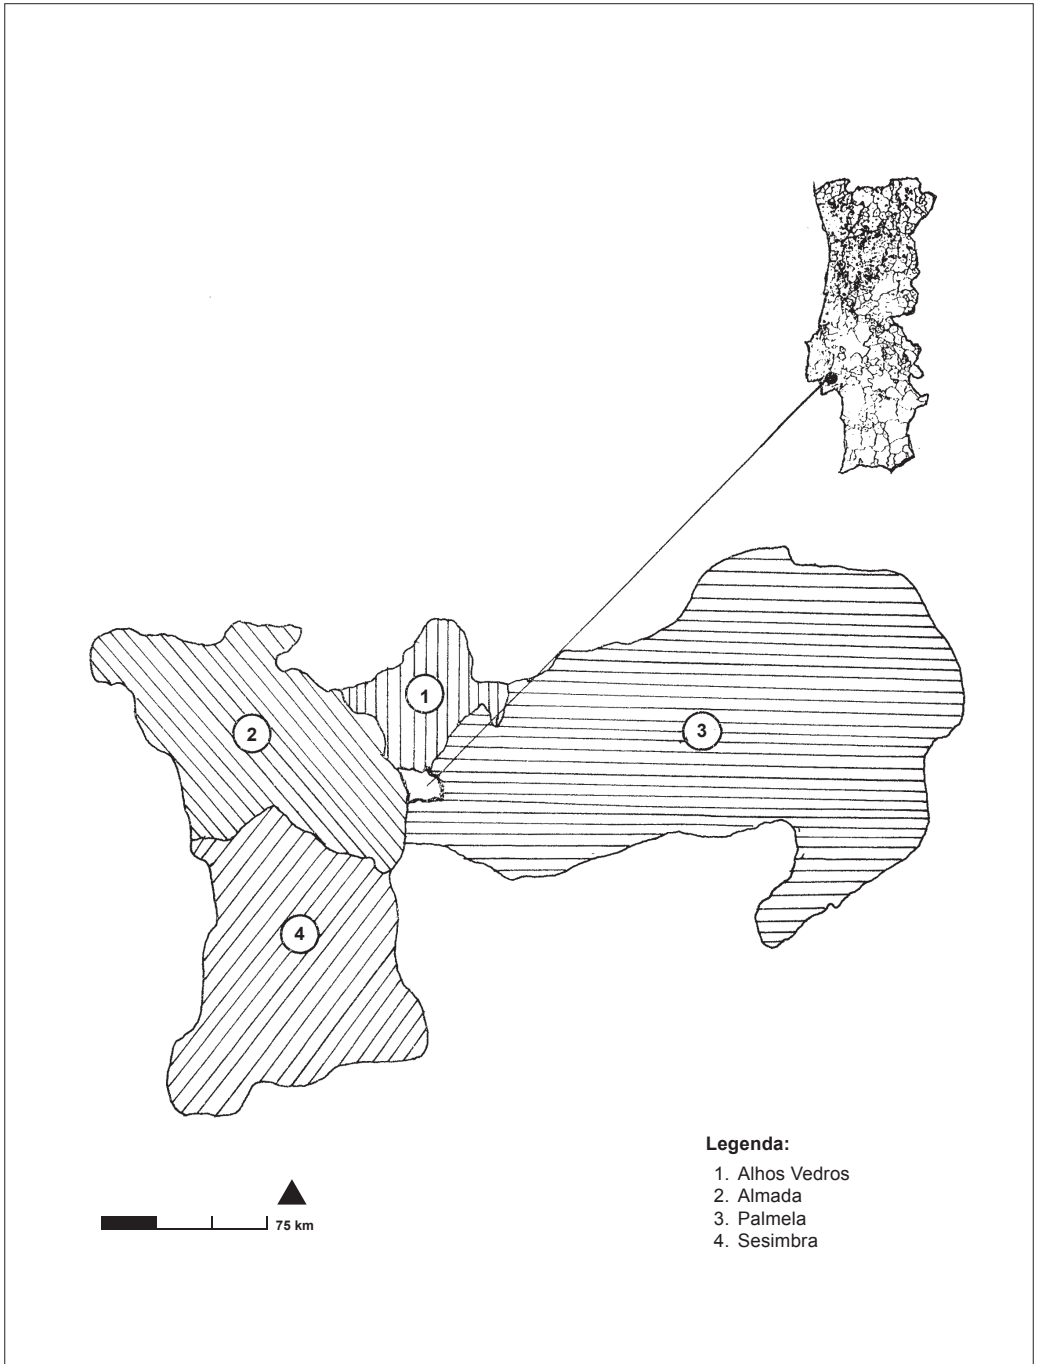 1
2
3
4
Legenda:
1. Alhos Vedros
2. Almada
3. Palmela
4. Sesimbra
75 km